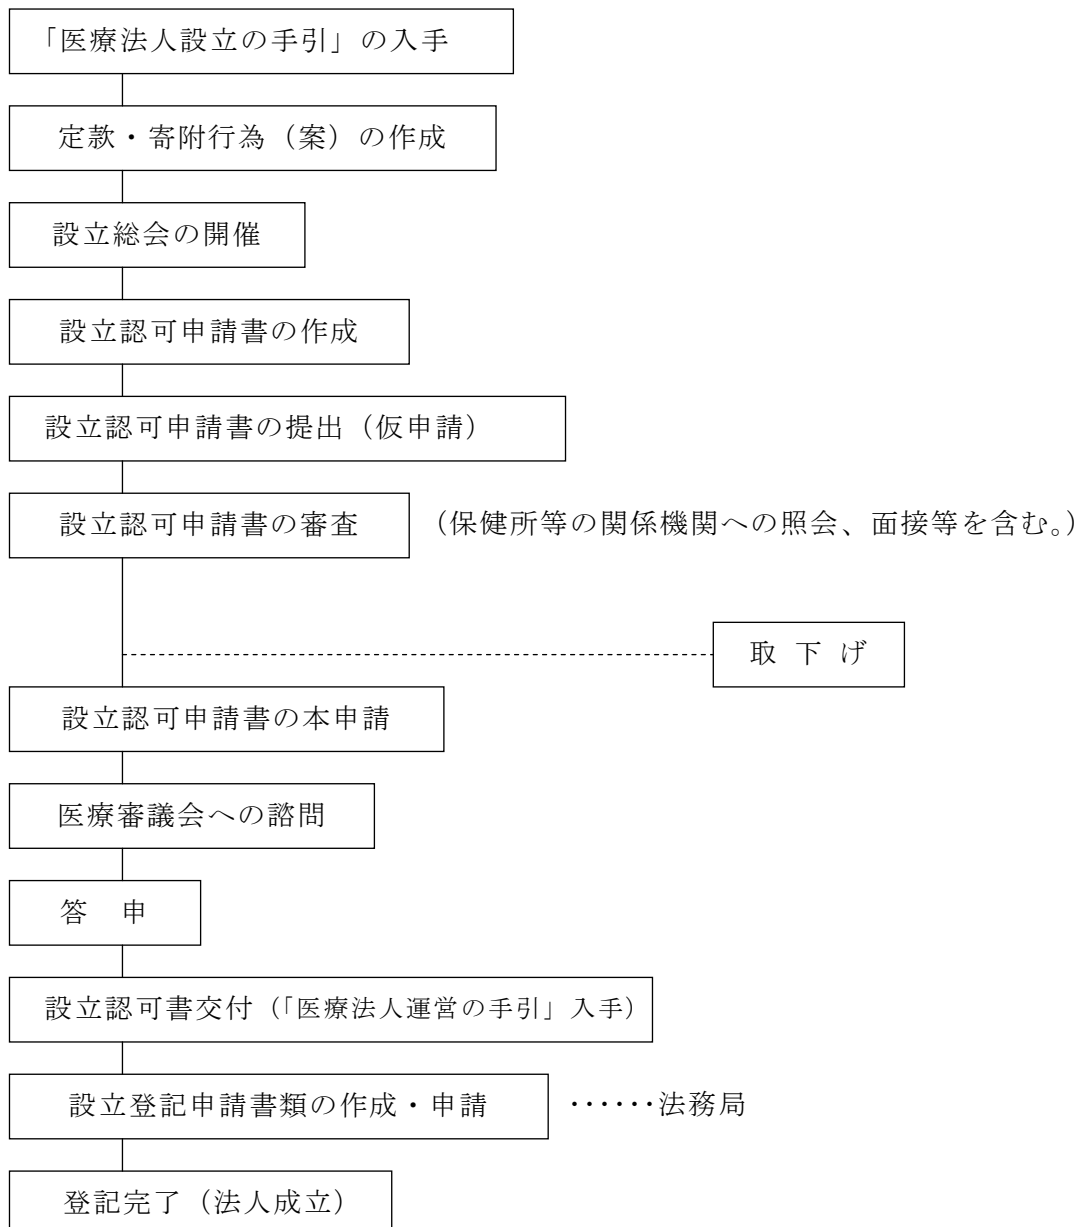 「医療法人設立の手引」の入手
定款・寄附行為（案）の作成
設立総会の開催
設立認可申請書の作成
設立認可申請書の提出（仮申請）
設立認可申請書の審査　（保健所等の関係機関への照会、面接等を含む。）
取 下 げ
設立認可申請書の本申請
医療審議会への諮問
答　申
設立認可書交付（「医療法人運営の手引」入手）
設立登記申請書類の作成・申請　‥‥‥法務局
登記完了（法人成立）